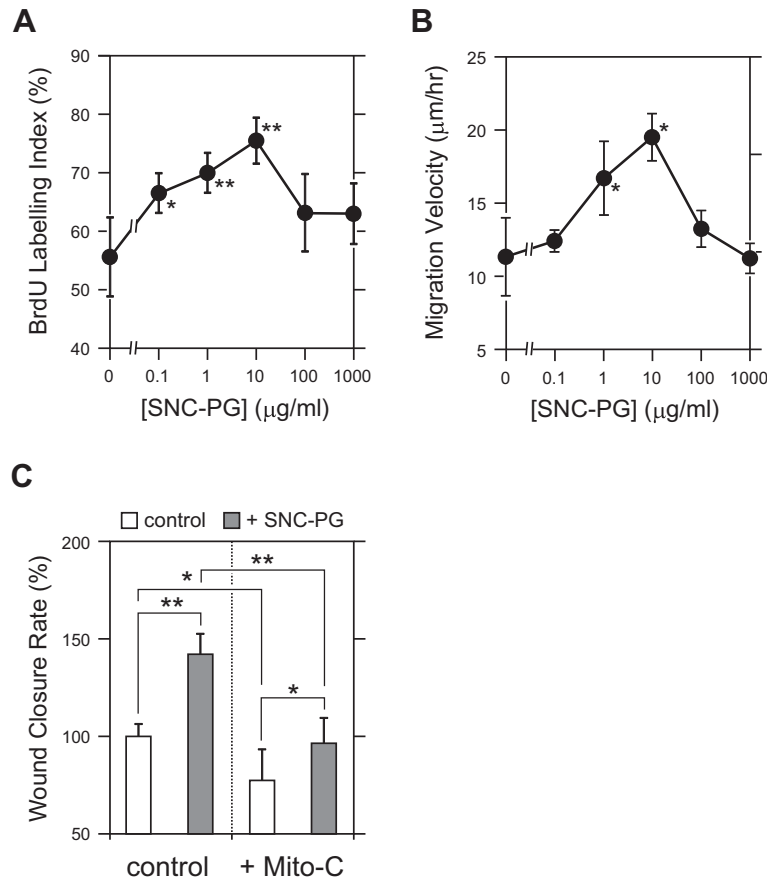 A
BrdU Labelling Index (%)
90
80
70
60
50
40
**
**
*
0 0.1 1 10 100 1000
[SNC-PG] (μg/ml)
B
Migration Velocity (μm/hr)
25
20
15
10
5
*
*
0 0.1 1 10 100 1000
[SNC-PG] (μg/ml)
C
control + SNC-PG
Wound Closure Rate (%)
200
150
100
50
**
*
**
*
control + Mito-C